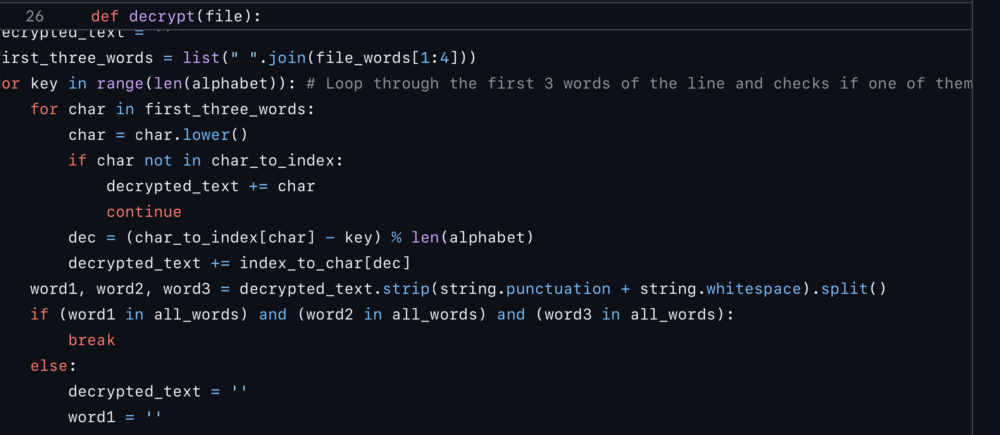 26 def decrypt(file):
ecrypted_text = ''
irst_three_words = list(" ".join(file_words[1:4]))
for key in range(len(alphabet)): # Loop through the first 3 words of the line and checks if one of them
for char in first_three_words:
char = char.lower()
if char not in char_to_index:
decrypted_text += char
continue
dec = (char_to_index[char] - key) % len(alphabet)
decrypted_text += index_to_char[dec]
word1, word2, word3 = decrypted_text.strip(string.punctuation + string.whitespace).split()
if (word1 in all_words) and (word2 in all_words) and (word3 in all_words):
break
else:
decrypted_text = ''
word1 = ''